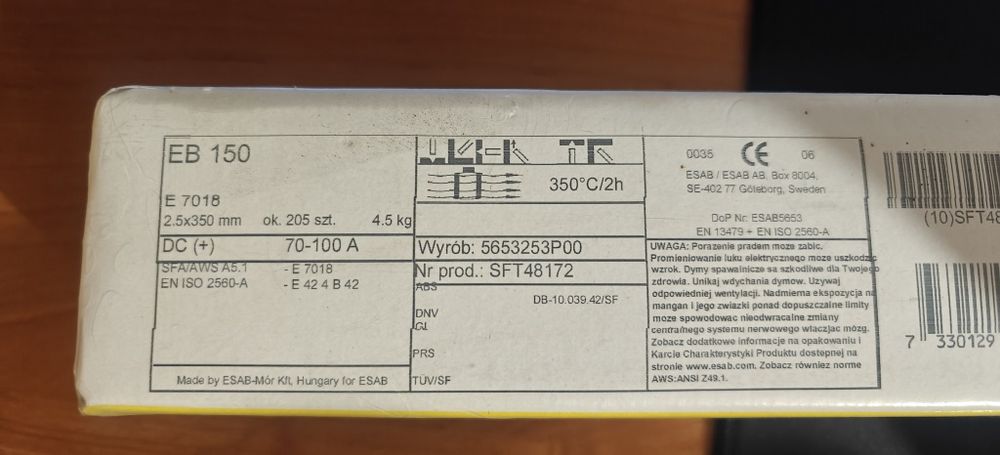 EB 150
E 7018
2.5x350 mm ok. 205 szt. 4.5 kg
DC (+) 70-100 A
SFA/AWS A5.1 - E 7018
EN ISO 2560-A - E 42 4 B 42
Made by ESAB-Mór Kft, Hungary for ESAB
350°C/2h
Wyrób: 5653253P00
Nr prod.: SFT48172
ABS
DB-10.039.42/SF
DNV
GL
PRS
TÜV/SF
0035 CE 06
ESAB / ESAB AB, Box 8004,
SE-402 77 Göteborg, Sweden
DoP Nr: ESAB5653
EN 13479 + EN ISO 2560-A
UWAGA: Porazenie pradem moze zabic.
Promieniowanie luku elektrycznego moze uszkodzic
wzrok. Dymy spawalnicze sa szkodliwe dla Twojego
zdrowia. Unikaj wdychania dymow. Uzywaj
odpowiedniej wentylacji. Nadmierna ekspozycja na
mangan i jego zwiazki ponad dopuszczalne limity
moze spowodowac nieodwracalne zmiany
centralnego systemu nerwowego wlaczjac mózg.
Zobacz dodatkowe informacje na opakowaniu i
Karcie Charakterystyki Produktu dostepnej na
stronie www.esab.com. Zobacz równiez norme
AWS:ANSI Z49.1.
(10)SFT48
7 330129